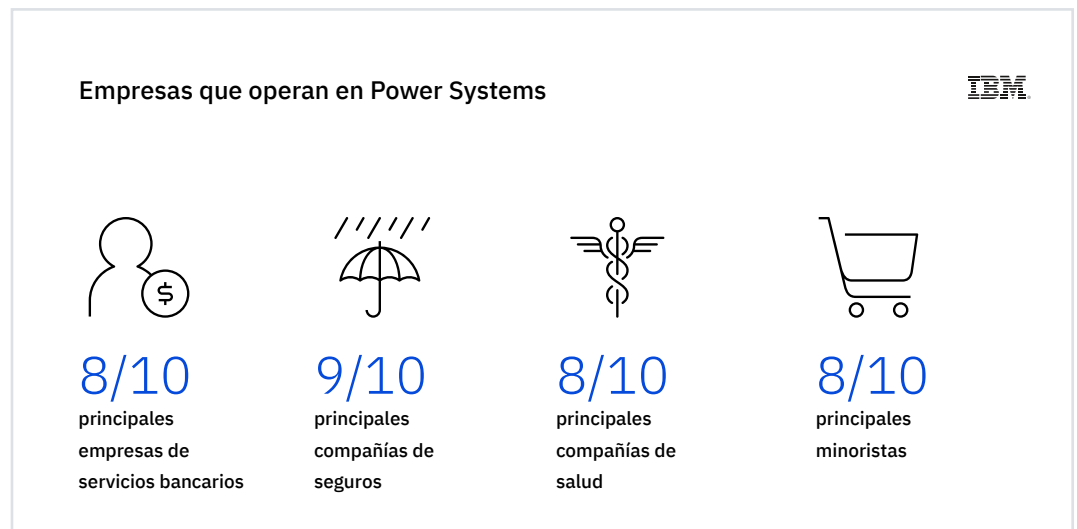 Empresas que operan en Power Systems
IBM®
$
8/10
principales
empresas de
servicios bancarios
9/10
principales
compañías de
seguros
8/10
principales
compañías de
salud
8/10
principales
minoristas